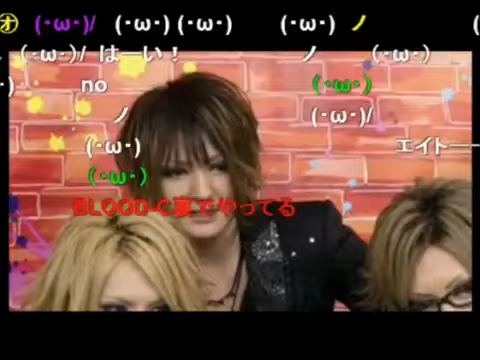 ㋔ (･ω･)/ (･ω･) (･ω･) (･ω･) ノ (
(･ω･)/ はーい！ ノ (･ω･)
･) no (･ω･)
ノ (･ω･)/
(･ω･) エイトー
(･ω･)
BLOOD-C裏でやってる